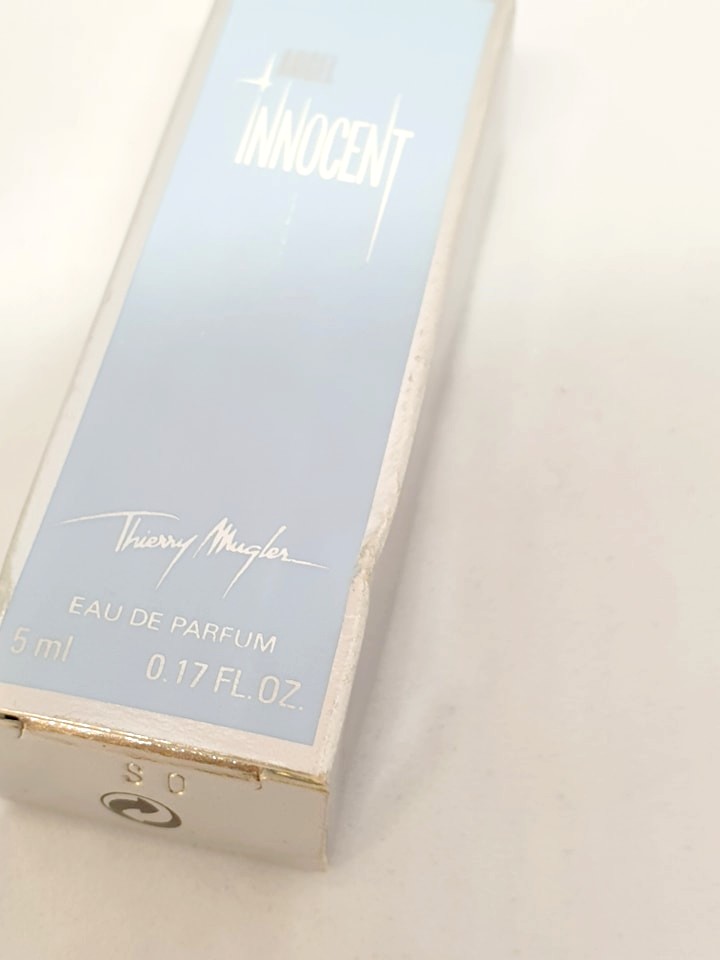 INNOCENT
Thierry Mugler
EAU DE PARFUM
5 ml 0.17 FL.OZ.
S O